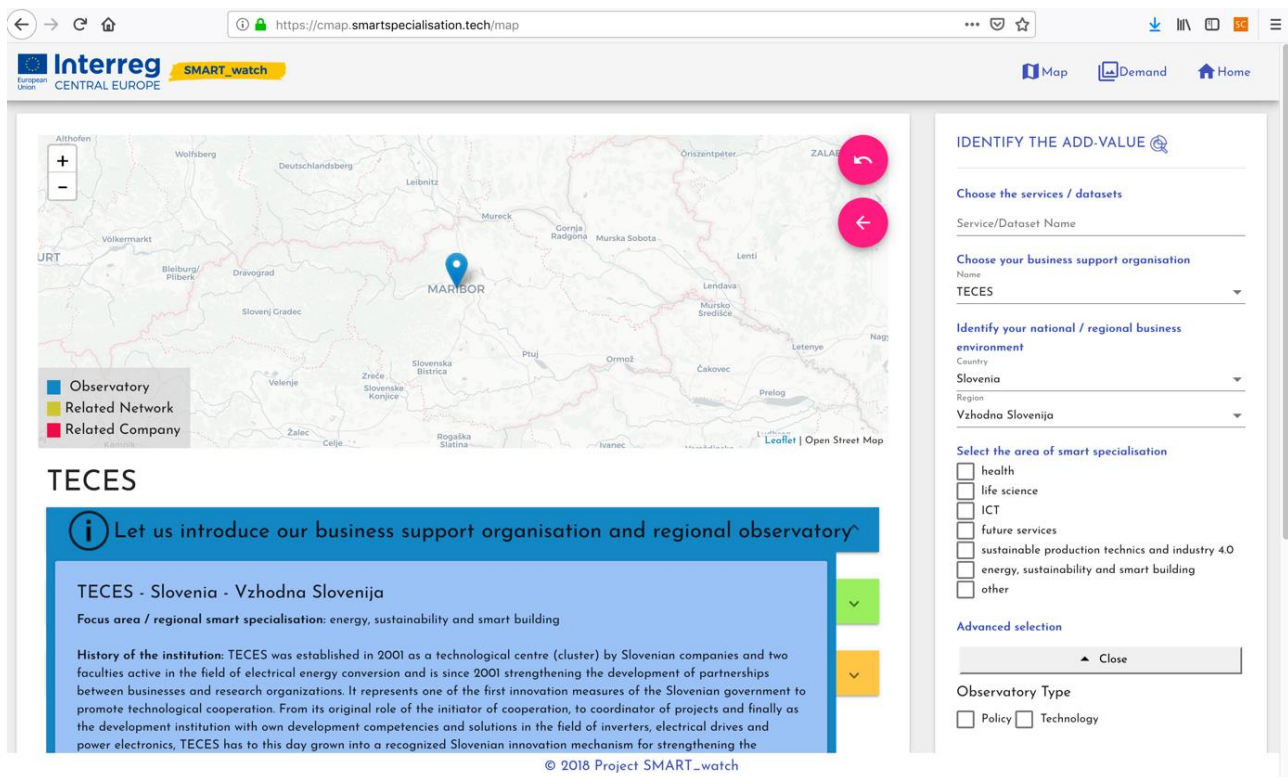 https://cmap.smartspecialisation.tech/map
SC
European
Union
Interreg
CENTRAL EUROPE
SMART_watch
Map
Demand
Home
Althofen
Wolfsberg
Deutschlandsberg
Leibnitz
Őriszentpéter
+
−
Mureck
Gornja
Radgona
Murska Sobota
Völkermarkt
URT
Bleiburg/
Pliberk
Dravograd
MARIBOR
Lenti
Lendava
Slovenj Gradec
Mursko
Središće
Letenye
Ptuj
Ormož
Čakovec
Slovenska
Bistrica
Zreče
Slovenske
Konjice
Velenje
Prelog
Žalec
Celje
Rogaška
Slatina
Ivanec
Observatory
Related Network
Related Company
Leaflet | Open Street Map
TECES
i Let us introduce our business support organisation and regional observatory
TECES - Slovenia - Vzhodna Slovenija
Focus area / regional smart specialisation: energy, sustainability and smart building
History of the institution: TECES was established in 2001 as a technological centre (cluster) by Slovenian companies and two
faculties active in the field of electrical energy conversion and is since 2001 strengthening the development of partnerships
between businesses and research organizations. It represents one of the first innovation measures of the Slovenian government to
promote technological cooperation. From its original role of the initiator of cooperation, to coordinator of projects and finally as
the development institution with own development competencies and solutions in the field of inverters, electrical drives and
power electronics, TECES has to this day grown into a recognized Slovenian innovation mechanism for strengthening the
IDENTIFY THE ADD-VALUE
Choose the services / datasets
Service/Dataset Name
Choose your business support organisation
Name
TECES
Identify your national / regional business
environment
Country
Slovenia
Region
Vzhodna Slovenija
Select the area of smart specialisation
health
life science
ICT
future services
sustainable production technics and industry 4.0
energy, sustainability and smart building
other
Advanced selection
Close
Observatory Type
Policy
Technology
© 2018 Project SMART_watch